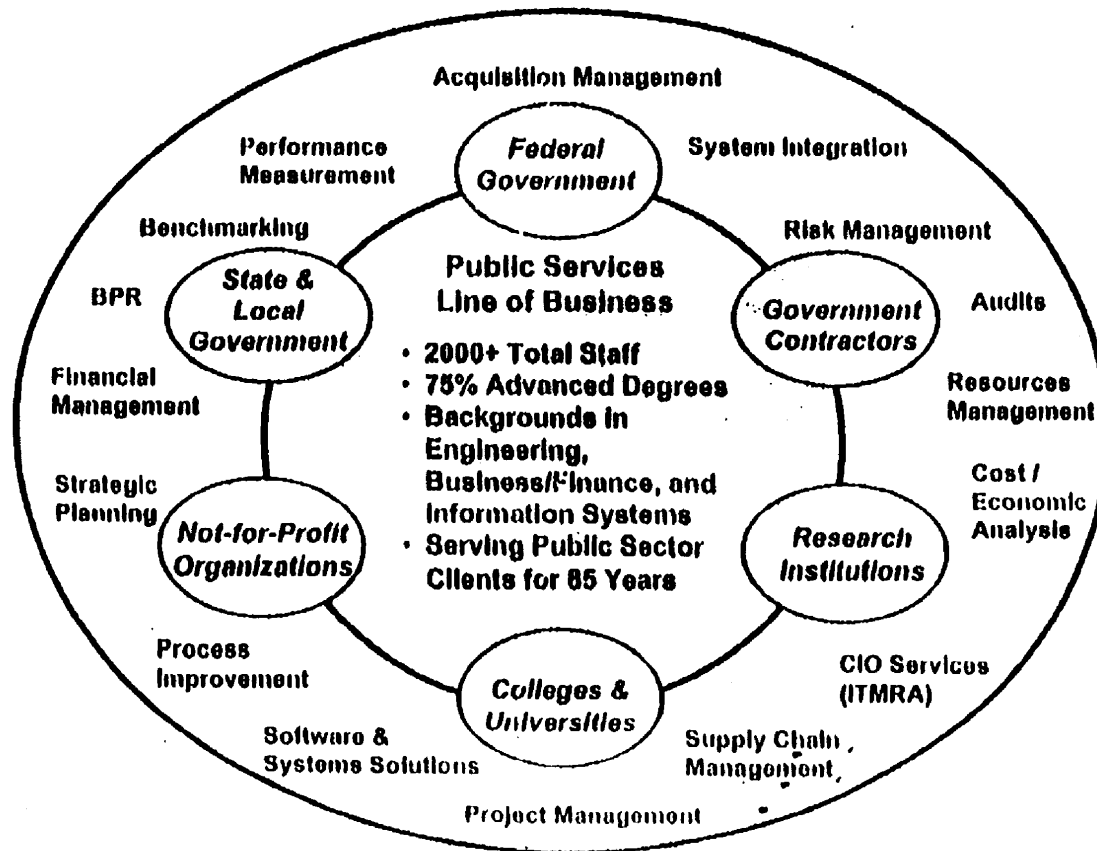 Acquisition Management
Performance
Measurement
Federal
Government
System Integration
Benchmarking
Risk Management
State &
Local
Government
Public Services
Line of Business
BPR
Government
Contractors
Audits
• 2000+ Total Staff
• 75% Advanced Degrees
• Backgrounds in
Engineering,
Business/Finance, and
Information Systems
• Serving Public Sector
Clients for 85 Years
Financial
Management
Resources
Management
Strategic
Planning
Cost /
Economic
Analysis
Not-for-Profit
Organizations
Research
Institutions
Process
Improvement
Colleges &
Universities
CIO Services
(ITMRA)
Software &
Systems Solutions
Supply Chain
Management
Project Management